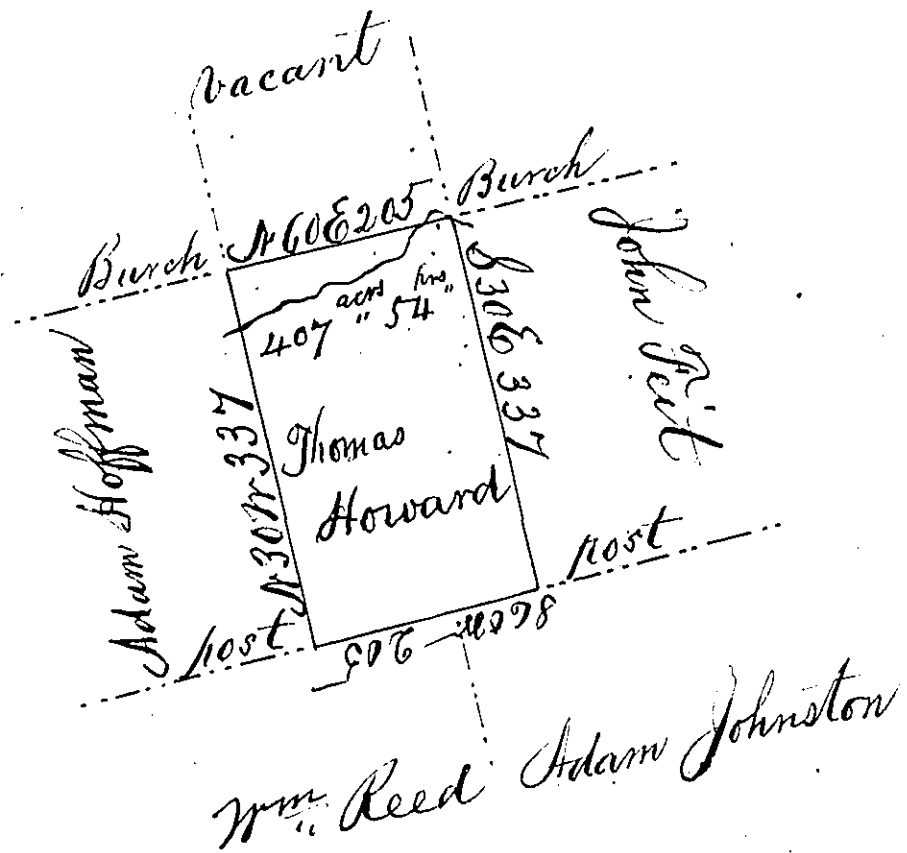 vacant
Burch
N60E205
Burch
acrs prs
407 " 54 "
S30E337
John Feit
Adam Hoffman
N30W337
Thomas
Howard
post
post
S60W — 205
Wm " Reed
Adam Johnston